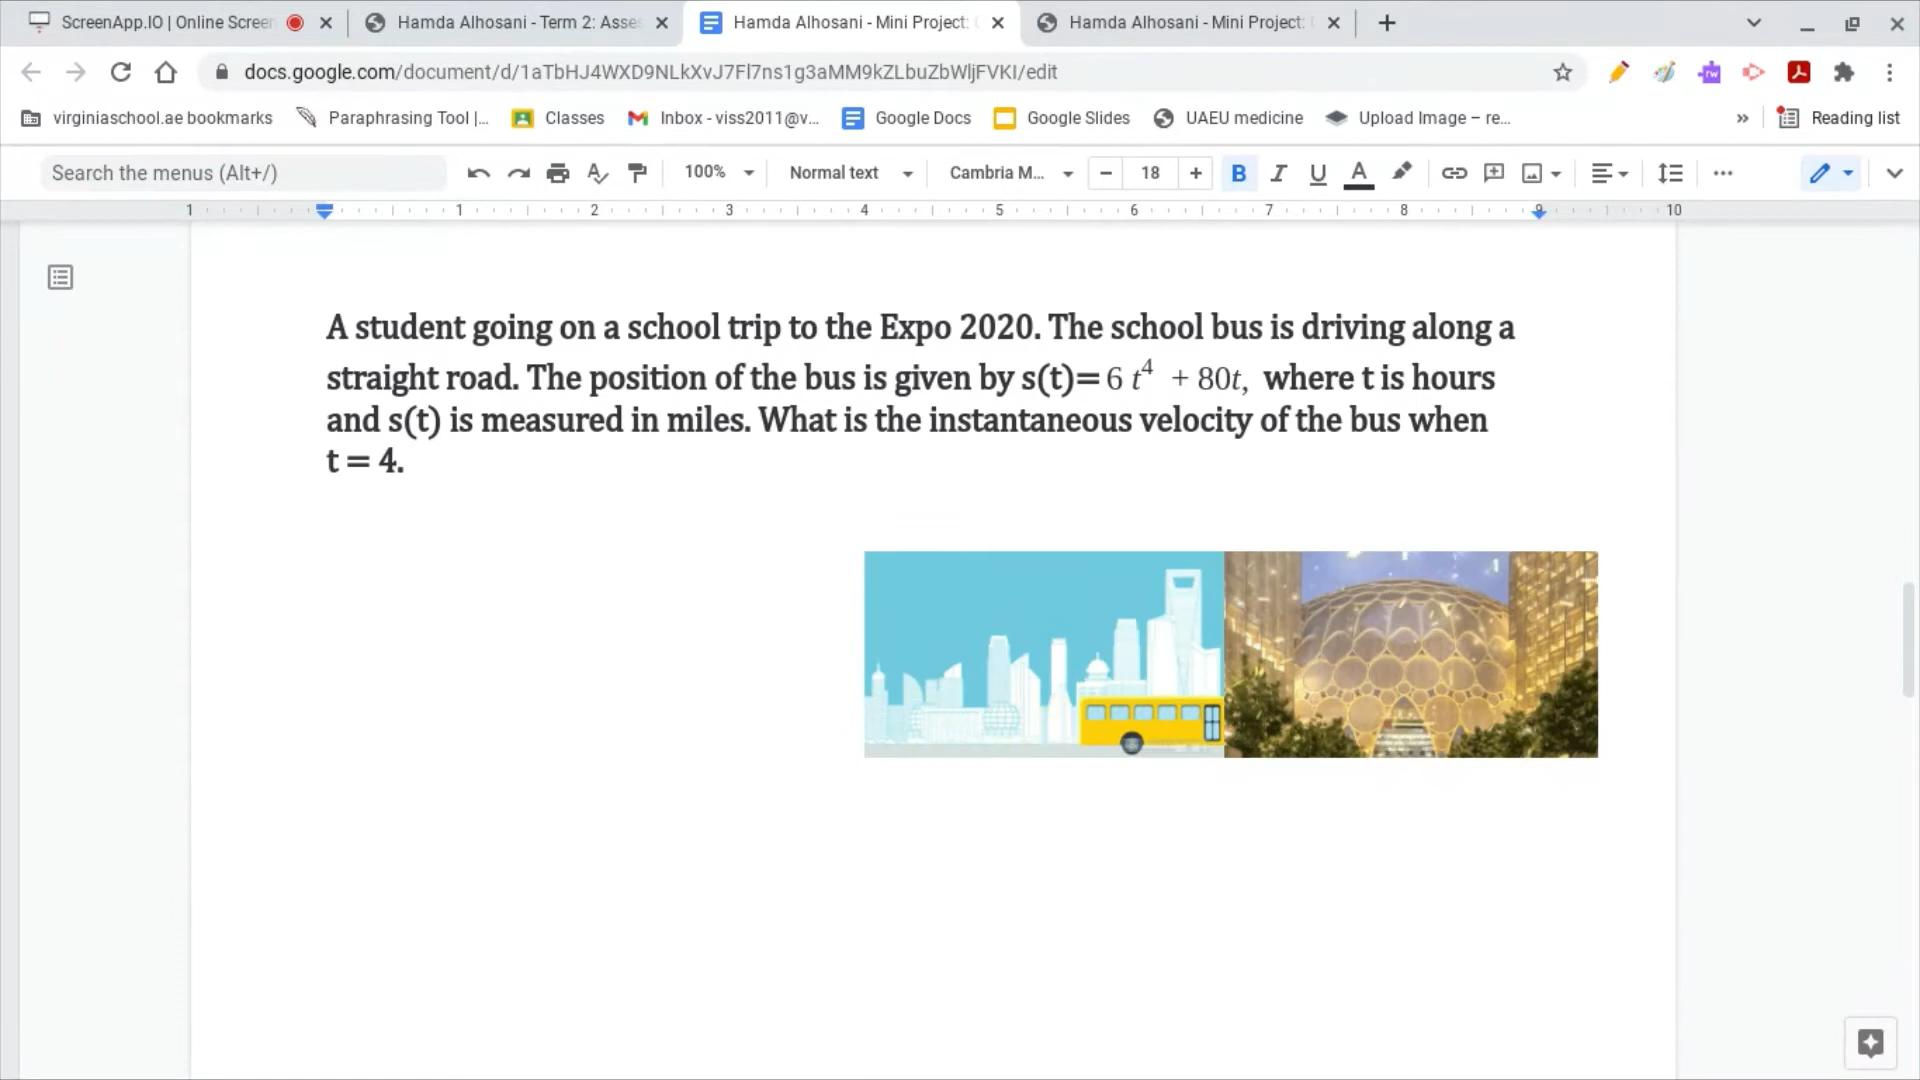 ScreenApp.IO | Online Screen
Hamda Alhosani - Term 2: Asses
Hamda Alhosani - Mini Project:
Hamda Alhosani - Mini Project:
docs.google.com/document/d/1aTbHJ4WXD9NLkXvJ7Fl7ns1g3aMM9kZLbuZbWljFVKI/edit
virginiaschool.ae bookmarks
Paraphrasing Tool |...
Classes
Inbox - viss2011@v...
Google Docs
Google Slides
UAEU medicine
Upload Image – re...
»
Reading list
Search the menus (Alt+/)
100%
Normal text
Cambria M...
− 18 +
B I U A
1 1 2 3 4 5 6 7 8 9 10
A student going on a school trip to the Expo 2020. The school bus is driving along a
straight road. The position of the bus is given by s(t)= 6 t⁴ + 80t, where t is hours
and s(t) is measured in miles. What is the instantaneous velocity of the bus when
t = 4.